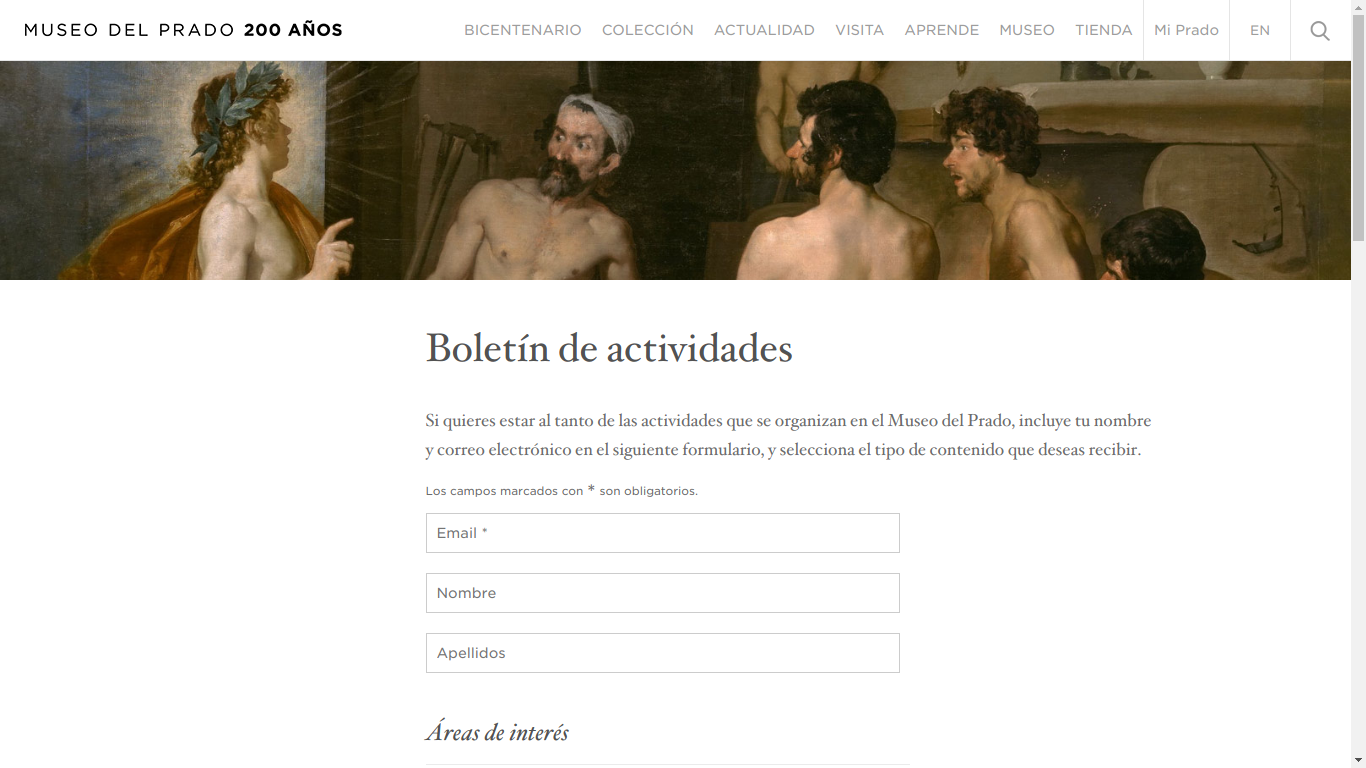 MUSEO DEL PRADO 200 AÑOS
BICENTENARIO COLECCIÓN ACTUALIDAD VISITA APRENDE MUSEO TIENDA Mi Prado EN
Boletín de actividades
Si quieres estar al tanto de las actividades que se organizan en el Museo del Prado, incluye tu nombre
y correo electrónico en el siguiente formulario, y selecciona el tipo de contenido que deseas recibir.
Los campos marcados con * son obligatorios.
Email *
Nombre
Apellidos
Áreas de interés